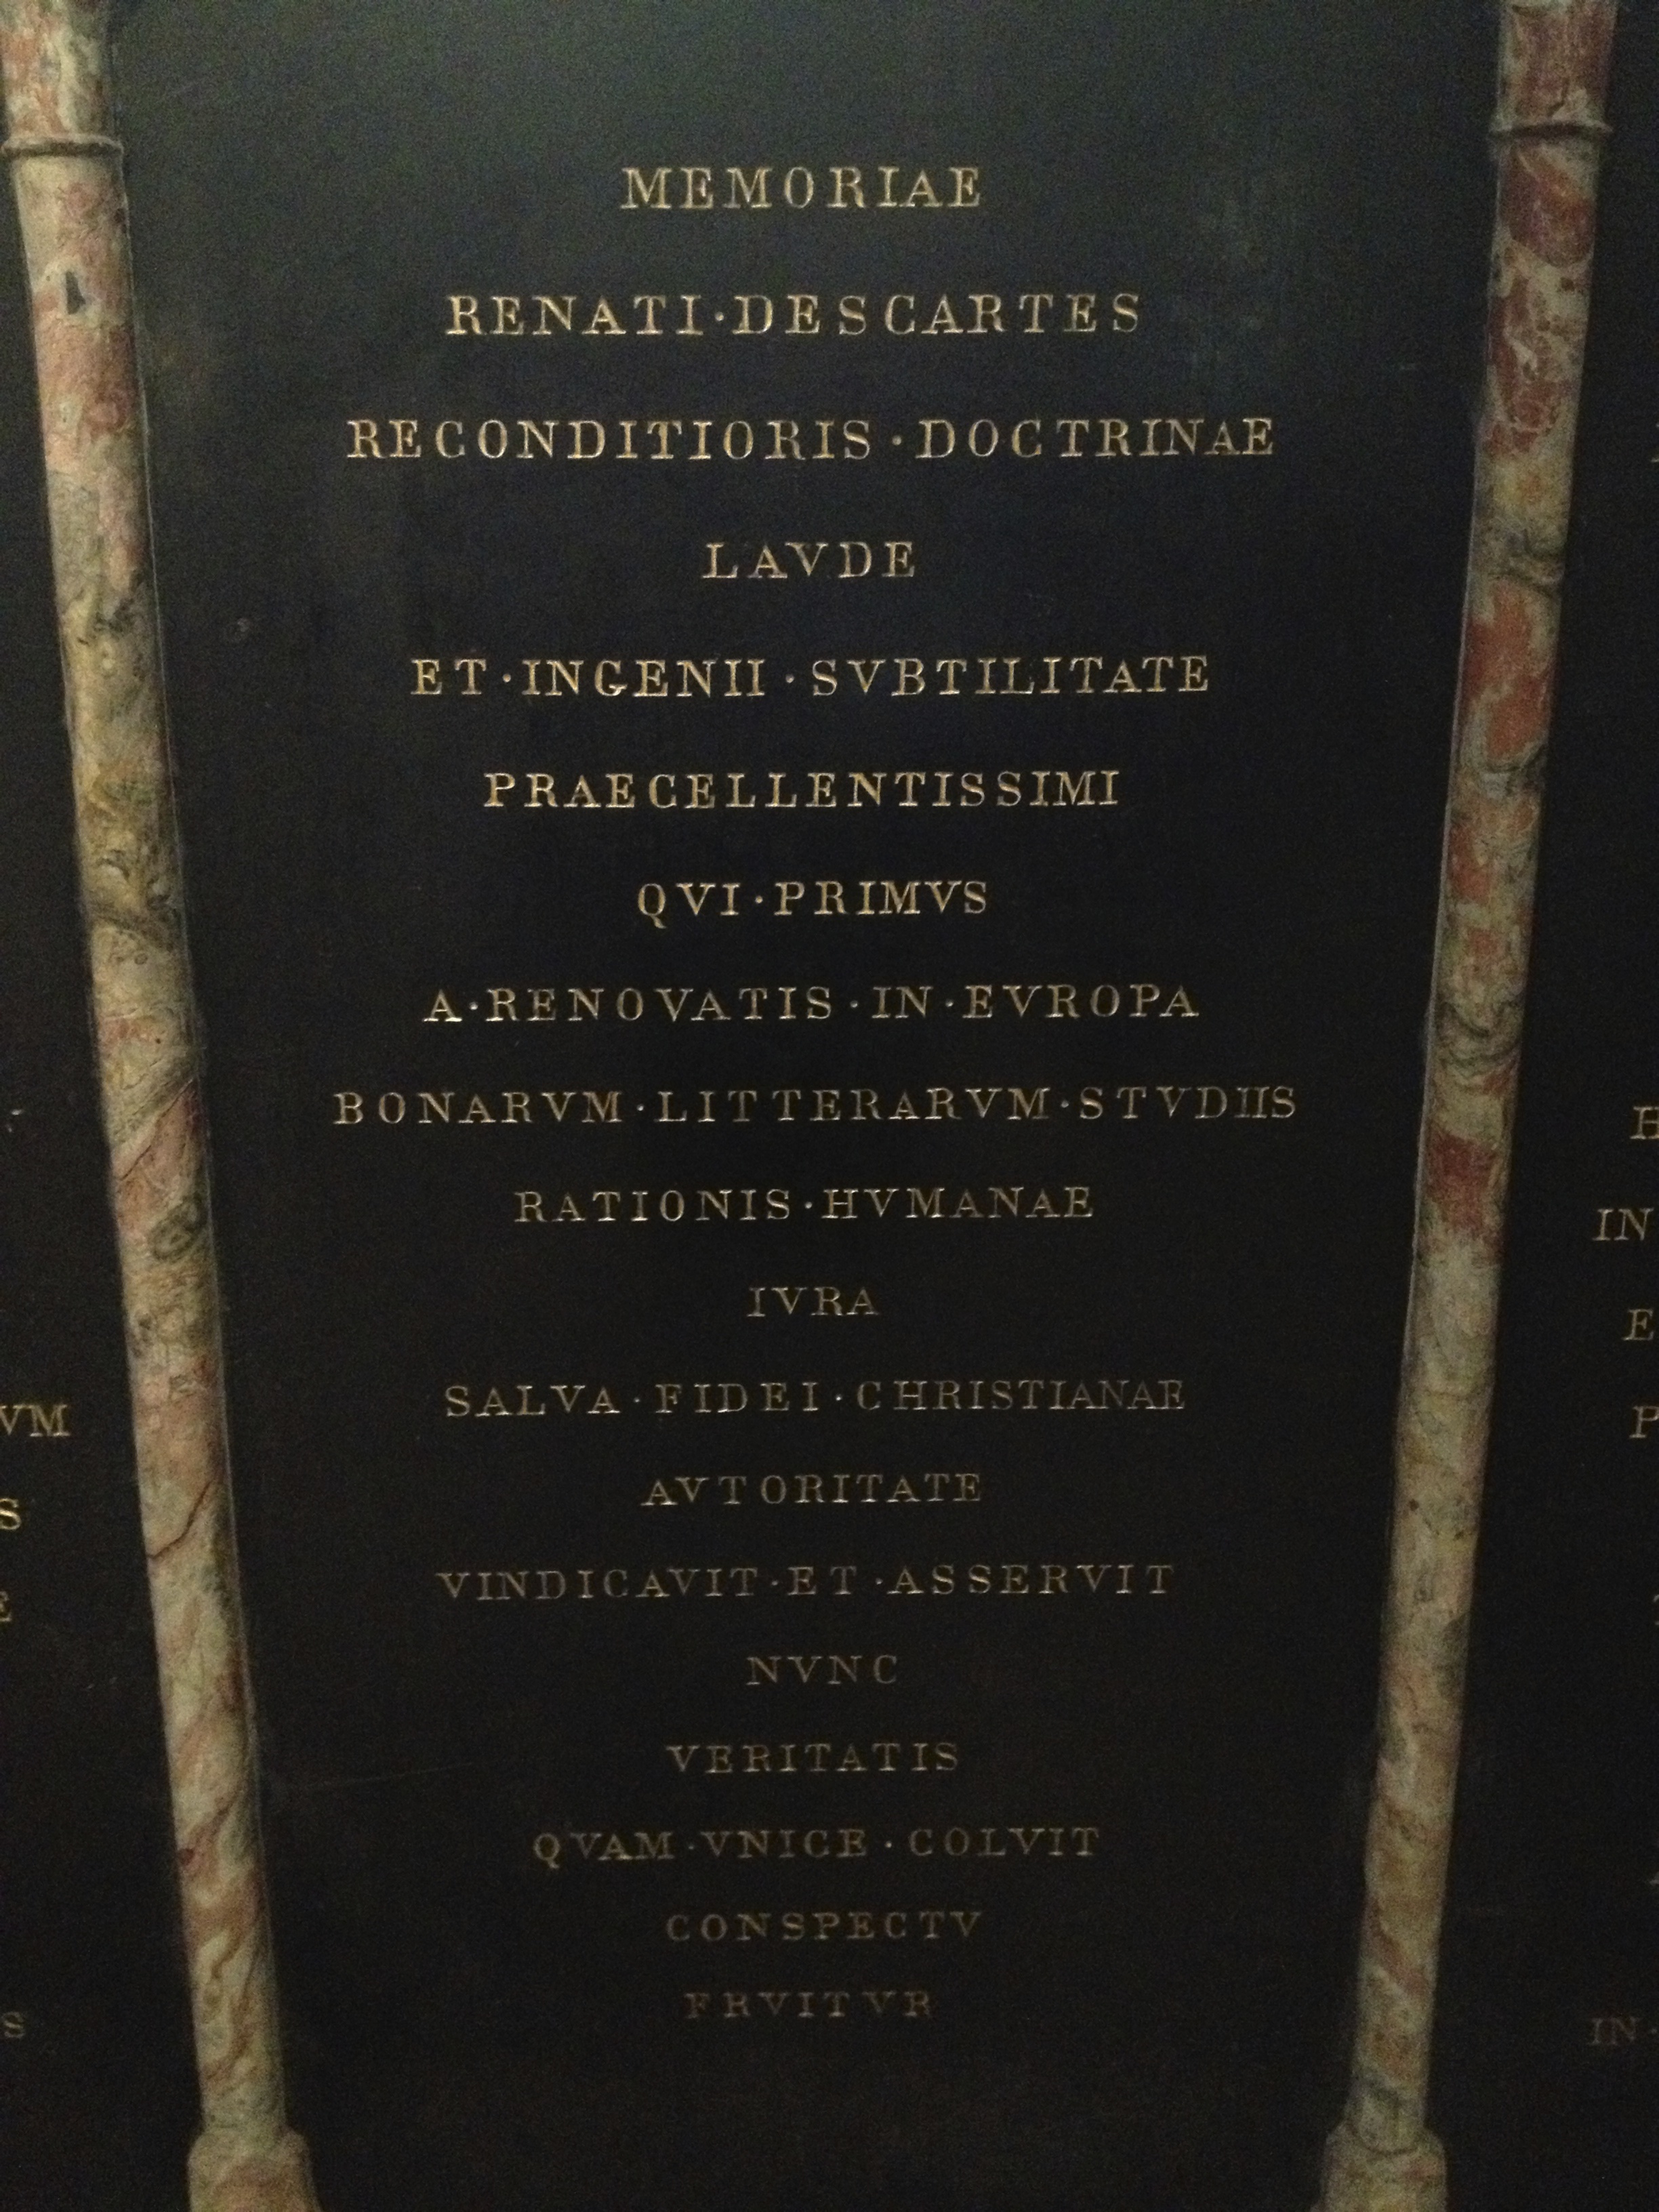 MEMORIAE
RENATI·DESCARTES
RECONDITIORIS·DOCTRINAE
LAVDE
ET·INGENII·SVBTILITATE
PRAECELLENTISSIMI
QVI·PRIMVS
A·RENOVATIS·IN·EVROPA
BONARVM·LITTERARVM·STVDIIS
RATIONIS·HVMANAE
IVRA
SALVA·FIDEI·CHRISTIANAE
AVTORITATE
VINDICAVIT·ET·ASSERVIT
NVNC
VERITATIS
QVAM·VNICE·COLVIT
CONSPECTV
FRVITVR